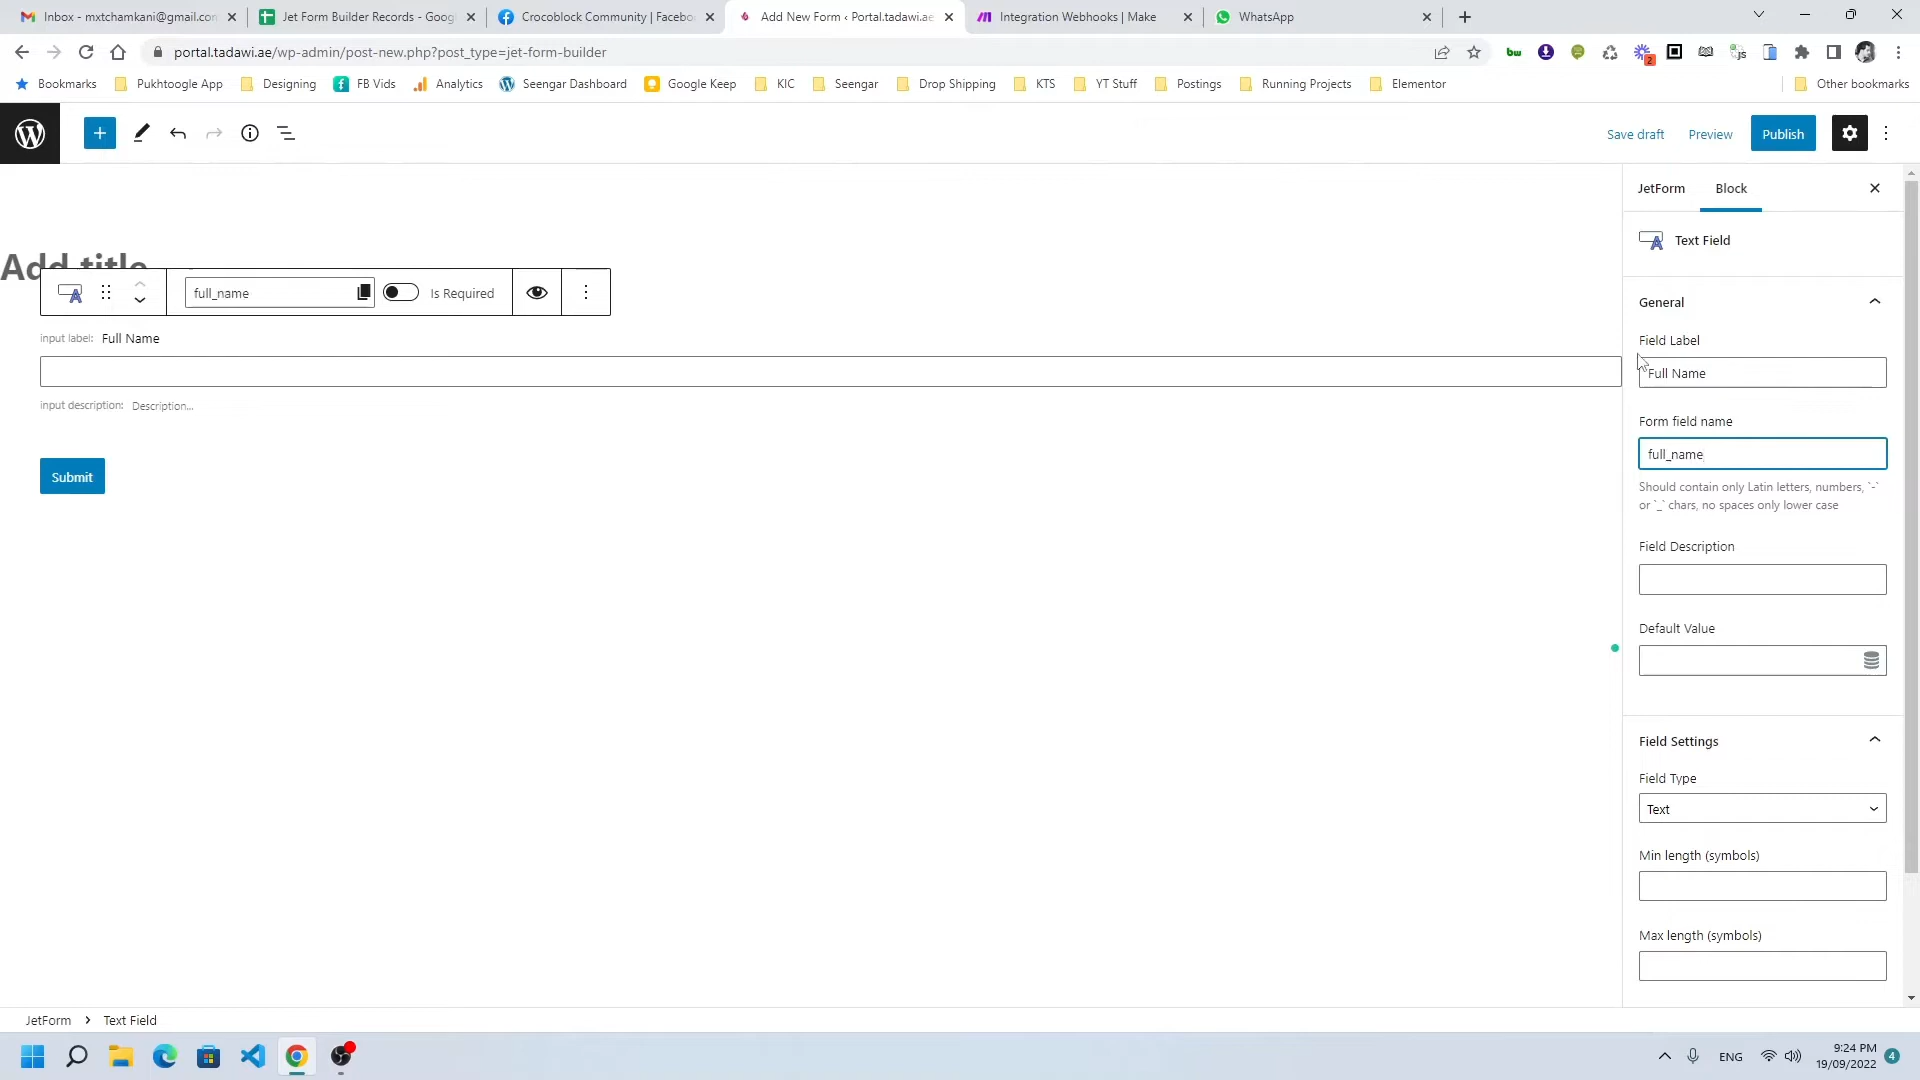 Inbox - mxtchamkani@gmail.con
Jet Form Builder Records - Goog
Crocoblock Community | Facebo
Add New Form ‹ Portal.tadawi.ae
Integration Webhooks | Make
WhatsApp
portal.tadawi.ae/wp-admin/post-new.php?post_type=jet-form-builder
bw
2
Bookmarks
Pukhtoogle App
Designing
FB Vids
Analytics
Seengar Dashboard
Google Keep
KIC
Seengar
Drop Shipping
KTS
YT Stuff
Postings
Running Projects
Elementor
Other bookmarks
Save draft
Preview
Publish
JetForm
Block
Text Field
Add title
full_name
Is Required
input label: Full Name
input description: Description...
Submit
General
Field Label
Full Name
Form field name
full_name
Should contain only Latin letters, numbers, `-`
or `_` chars, no spaces only lower case
Field Description
Default Value
Field Settings
Field Type
Text
Min length (symbols)
Max length (symbols)
JetForm
Text Field
ENG
9:24 PM
19/09/2022
4